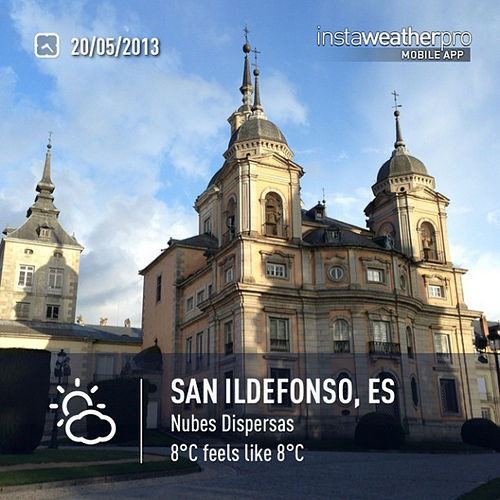 20/05/2013
instaweatherpro
MOBILE APP
SAN ILDEFONSO, ES
Nubes Dispersas
8°C feels like 8°C